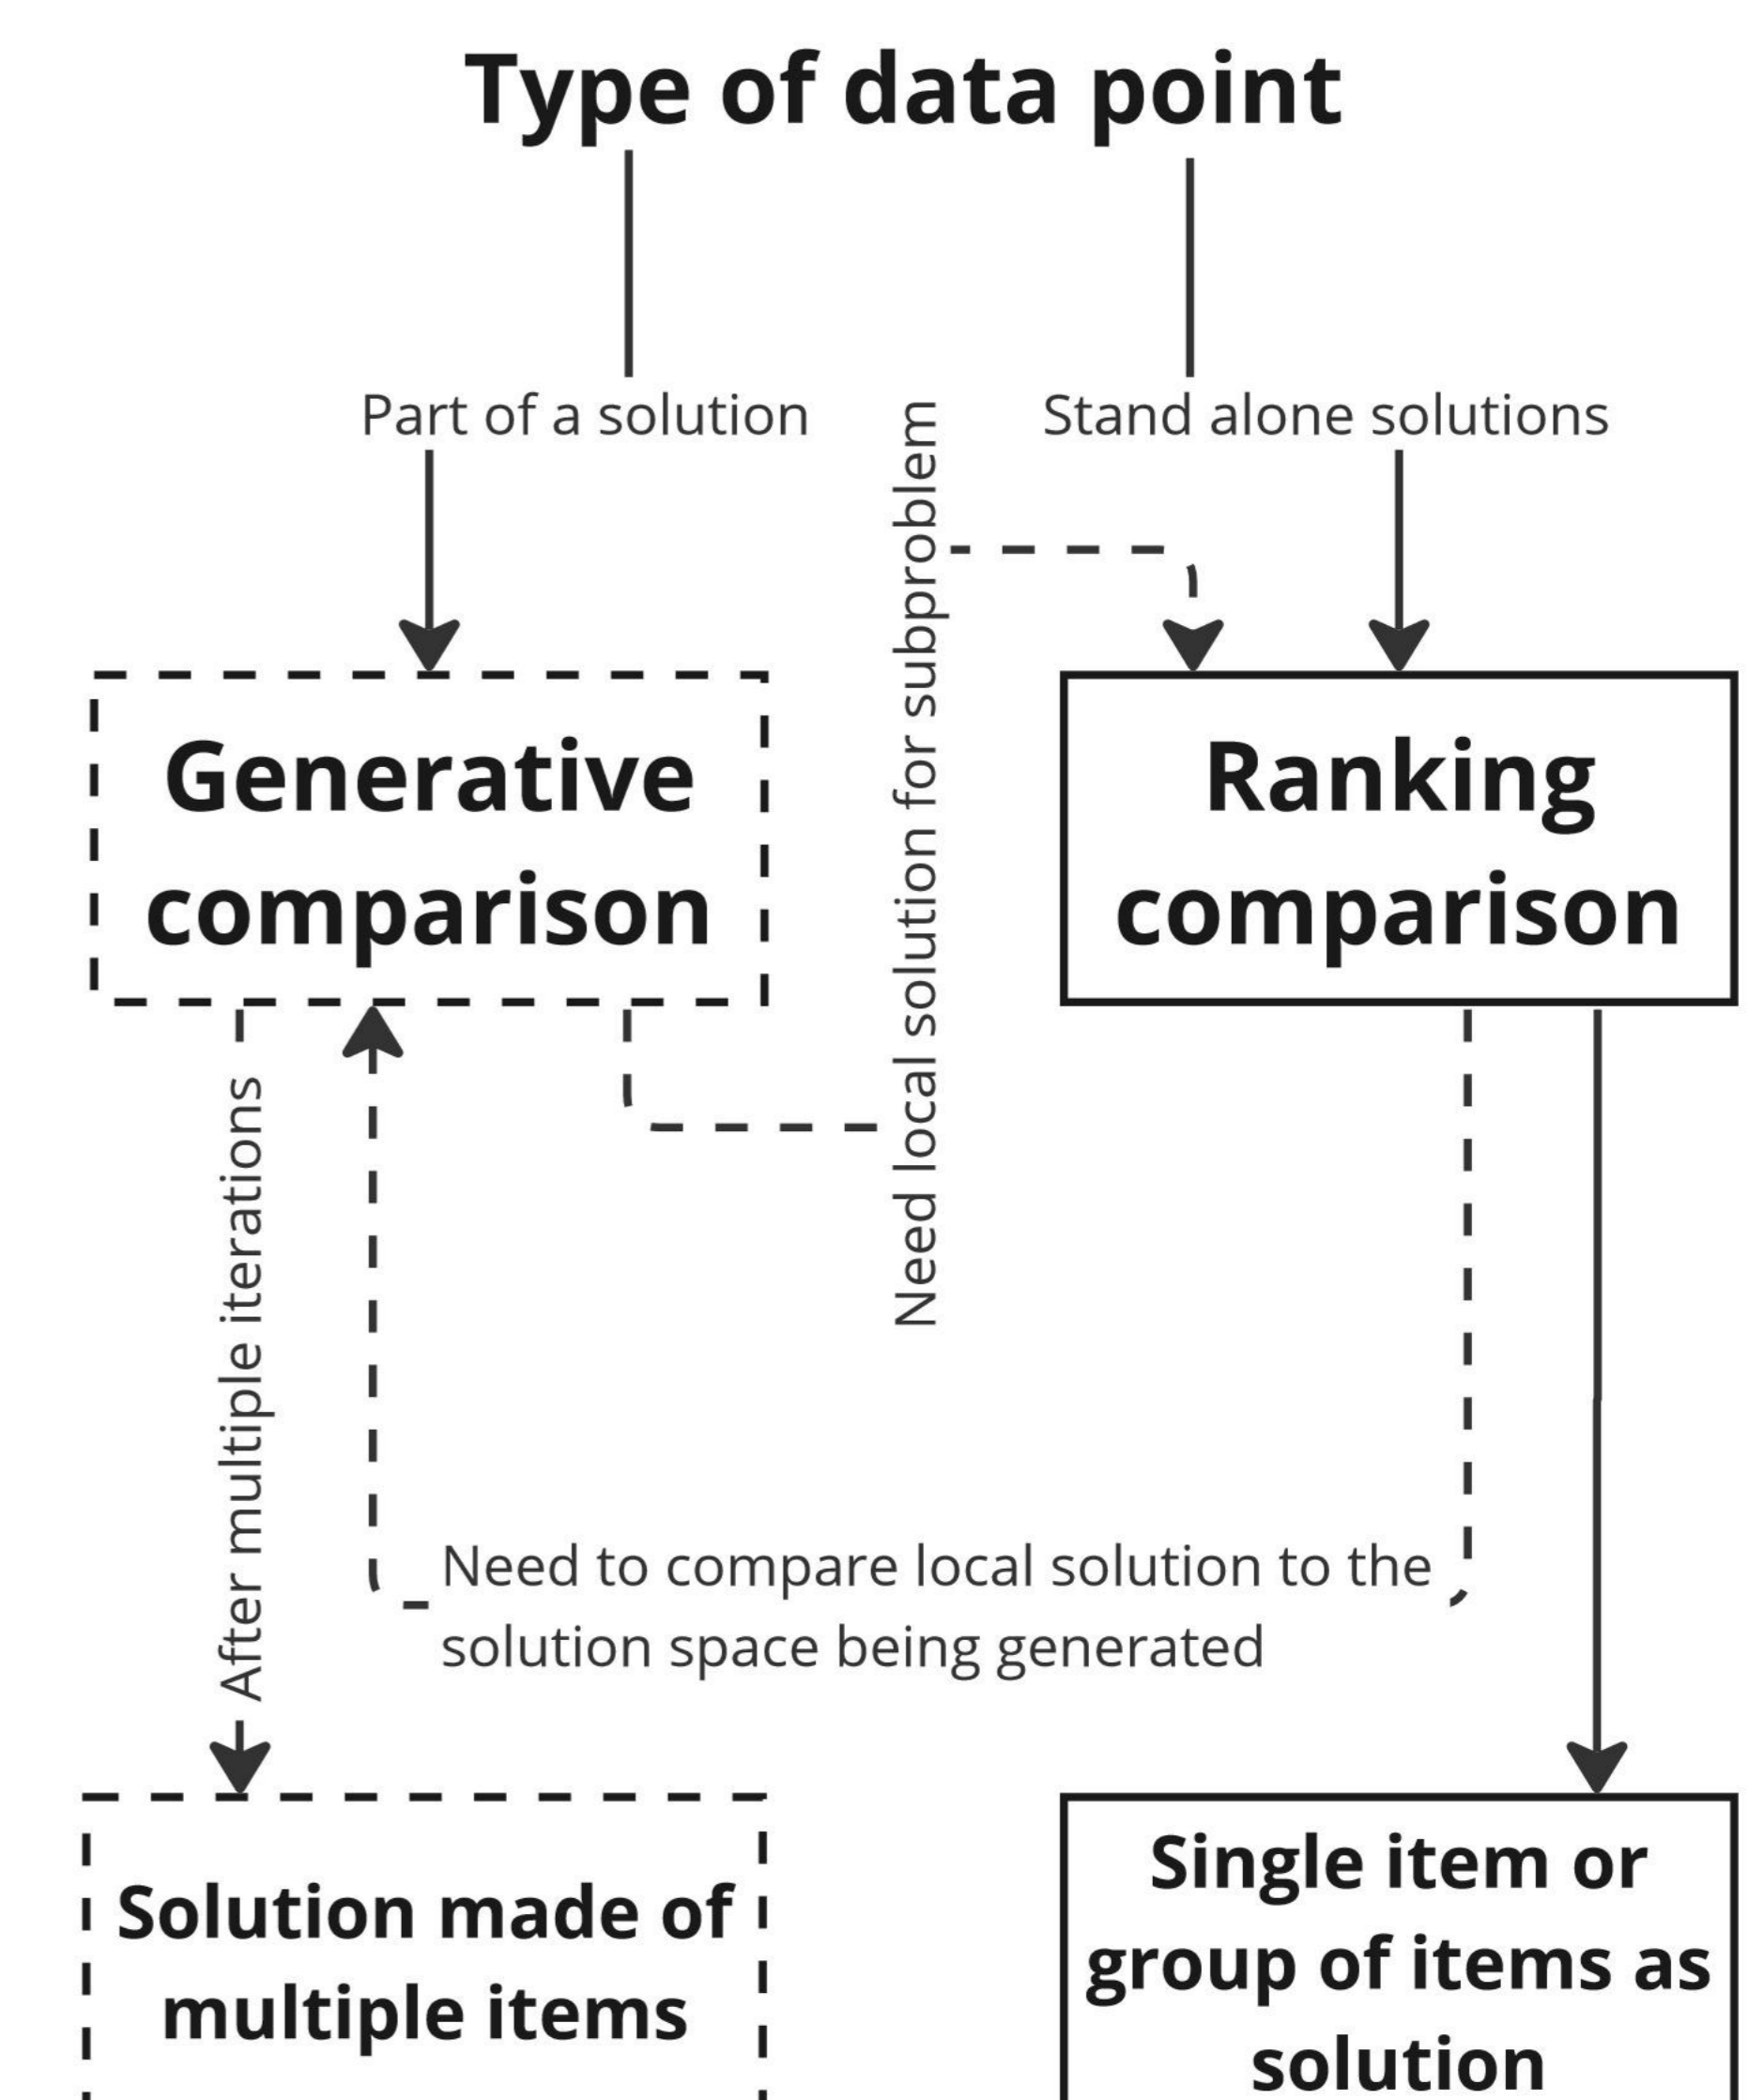 Type of data point
Part of a solution
Stand alone solutions
Need local solution for subproblem
Generative
comparison
Ranking
comparison
After multiple iterations
Need to compare local solution to the
solution space being generated
Solution made of
multiple items
Single item or
group of items as
solution